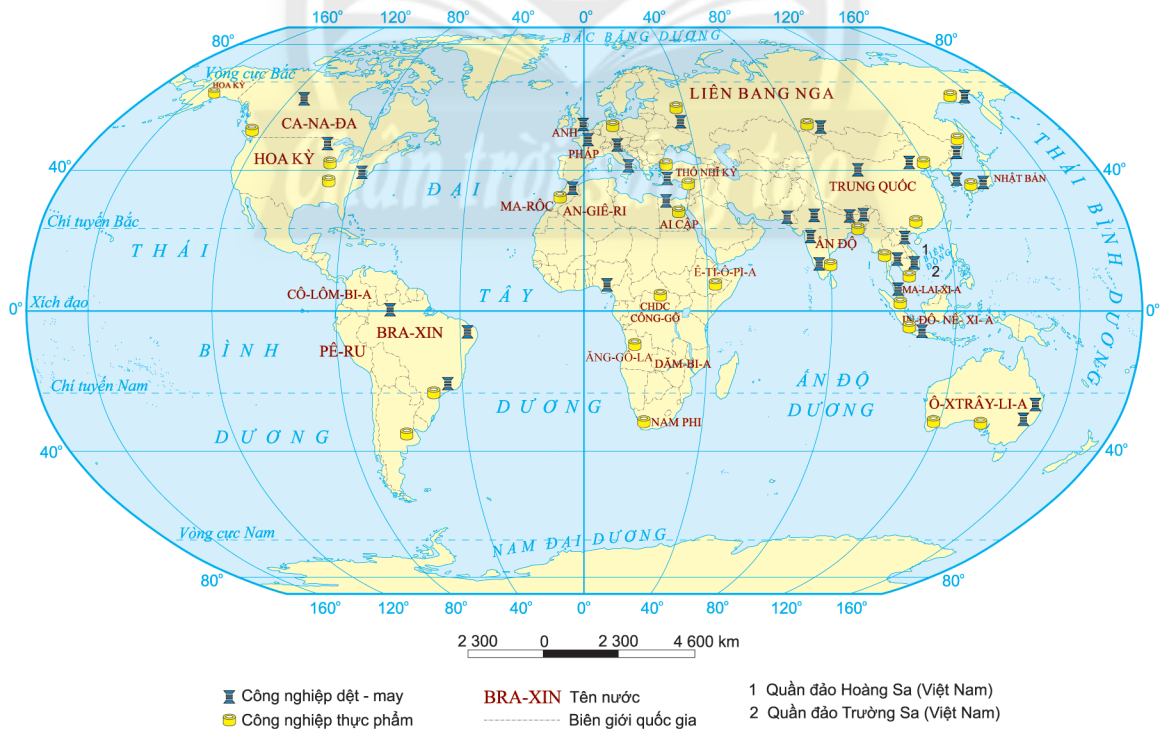 160° 120° 80° 40° 0° 40° 80° 120° 160°
BẮC BĂNG DƯƠNG
80° 80°
Vòng cực Bắc
HOA KỲ
LIÊN BANG NGA
CA-NA-ĐA
ANH
Chân trời sáng tạo
HOA KỲ
PHÁP
40° 40°
THỔ NHĨ KỲ
TRUNG QUỐC
NHẬT BẢN
ĐẠI
MA-RỐC
AN-GIÊ-RI
AI CẬP
Chí tuyến Bắc
THÁI
ẤN ĐỘ
BIỂN ĐÔNG
1
2
Ê-TI-Ô-PI-A
CÔ-LÔM-BI-A
TÂY
MA-LAI-XI-A
Xích đạo
0° 0°
CHDC
CÔNG-GÔ
IN-ĐÔ-NÊ-XI-A
BRA-XIN
BÌNH
PÊ-RU
ĂNG-GÔ-LA
DĂM-BI-A
THÁI BÌNH DƯƠNG
Chí tuyến Nam
ẤN ĐỘ
DƯƠNG
DƯƠNG
Ô-XTRÂY-LI-A
NAM PHI
DƯƠNG
40° 40°
Vòng cực Nam
NAM ĐẠI DƯƠNG
80° 80°
160° 120° 80° 40° 0° 40° 80° 120° 160°
2 300 0 2 300 4 600 km
Công nghiệp dệt - may
Công nghiệp thực phẩm
BRA-XIN Tên nước
Biên giới quốc gia
1 Quần đảo Hoàng Sa (Việt Nam)
2 Quần đảo Trường Sa (Việt Nam)